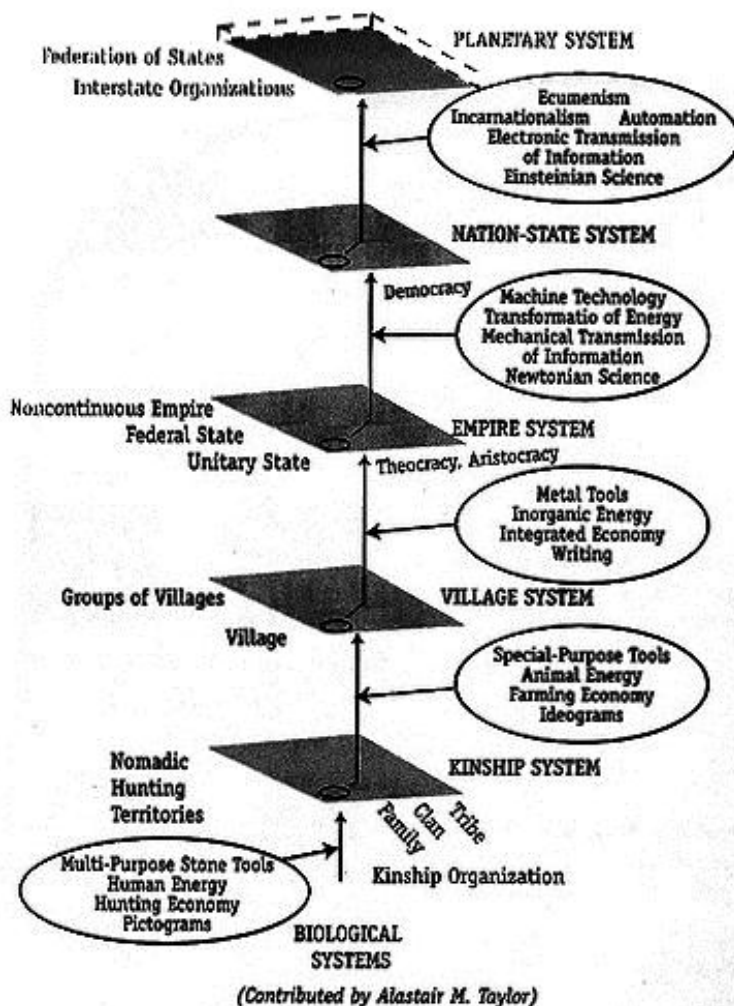 PLANETARY SYSTEM
Federation of States
Interstate Organizations
Ecumenism
Incarnationalism Automation
Electronic Transmission
of Information
Einsteinian Science
NATION-STATE SYSTEM
Democracy
Machine Technology
Transformatio of Energy
Mechanical Transmission
of Information
Newtonian Science
Noncontinuous Empire
Federal State
Unitary State
EMPIRE SYSTEM
Theocracy, Aristocracy
Metal Tools
Inorganic Energy
Integrated Economy
Writing
Groups of Villages
Village
VILLAGE SYSTEM
Special-Purpose Tools
Animal Energy
Farming Economy
Ideograms
Nomadic
Hunting
Territories
KINSHIP SYSTEM
Family
Clan
Tribe
Multi-Purpose Stone Tools
Human Energy
Hunting Economy
Pictograms
Kinship Organization
BIOLOGICAL
SYSTEMS
(Contributed by Alastair M. Taylor)